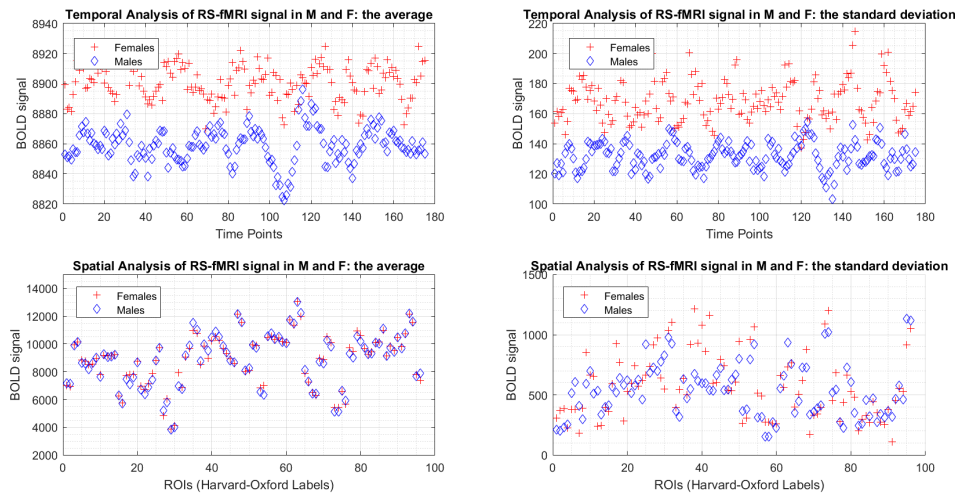 Temporal Analysis of RS-fMRI signal in M and F: the average
8940
8920
8900
8880
8860
8840
8820
BOLD signal
Females
Males
0 20 40 60 80 100 120 140 160 180
Time Points
Temporal Analysis of RS-fMRI signal in M and F: the standard deviation
220
200
180
160
140
120
100
BOLD signal
Females
Males
0 20 40 60 80 100 120 140 160 180
Time Points
Spatial Analysis of RS-fMRI signal in M and F: the average
14000
12000
10000
8000
6000
4000
2000
BOLD signal
Females
Males
0 20 40 60 80 100
ROIs (Harvard-Oxford Labels)
Spatial Analysis of RS-fMRI signal in M and F: the standard deviation
1500
1000
500
0
BOLD signal
Females
Males
0 20 40 60 80 100
ROIs (Harvard-Oxford Labels)